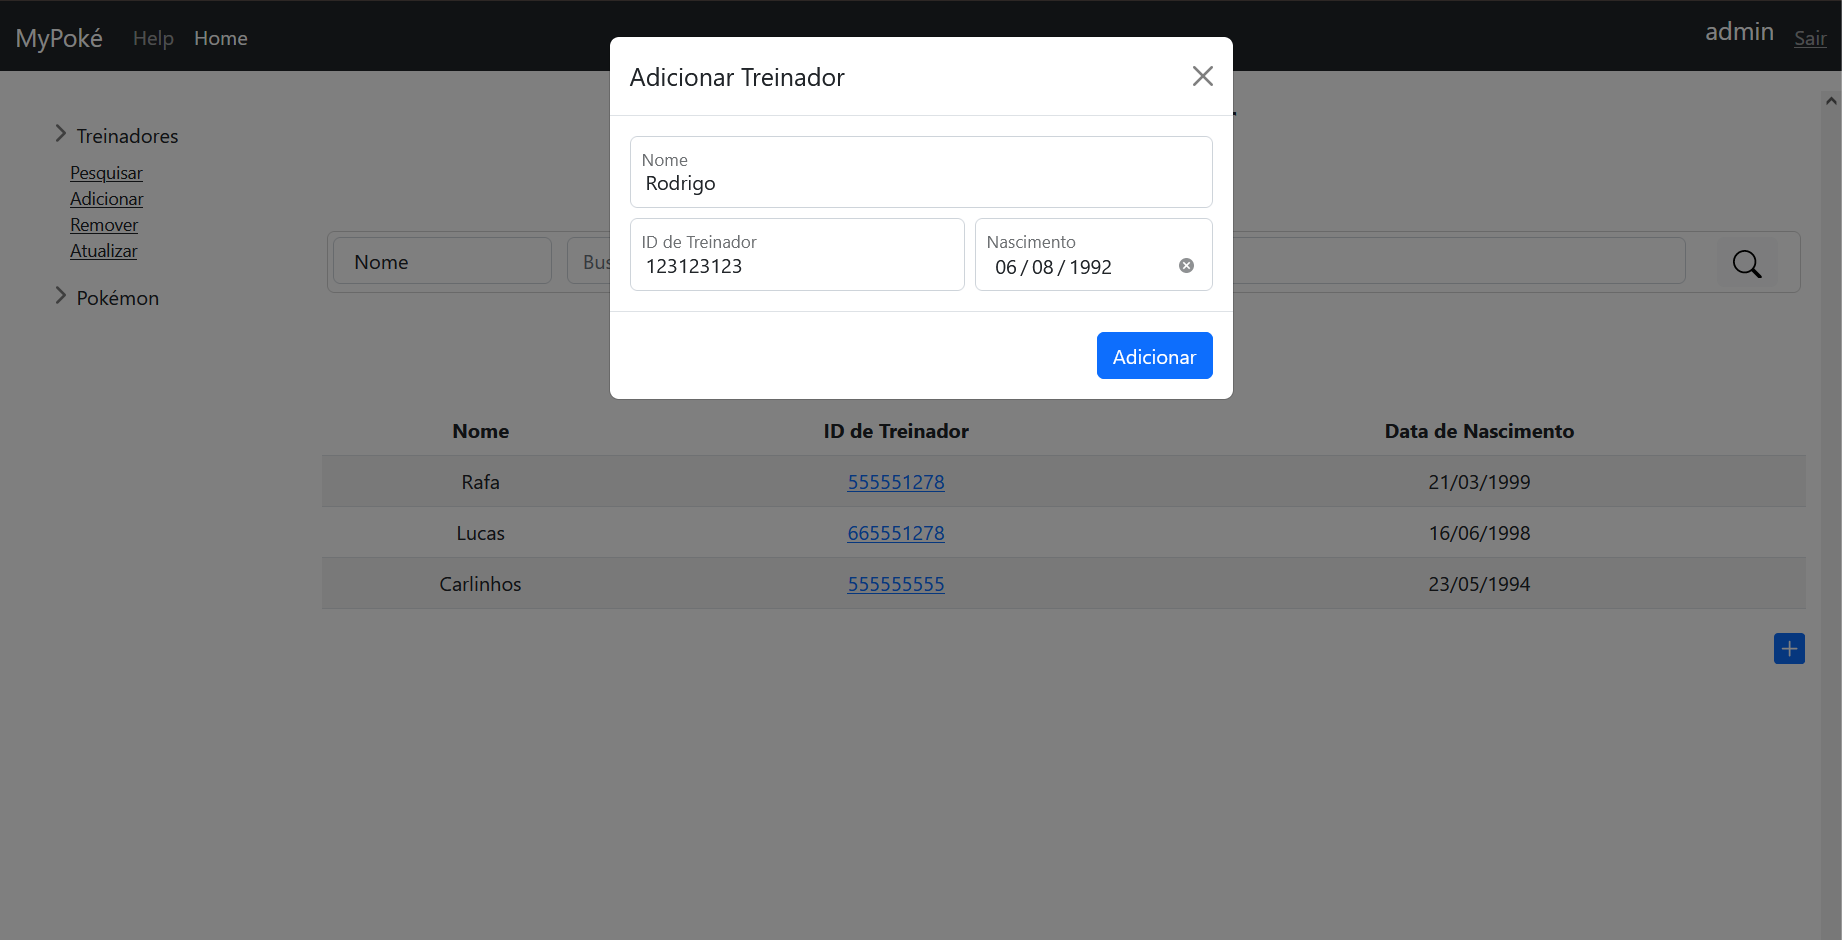 MyPoké Help Home admin Sair
Adicionar Treinador
Treinadores
Pesquisar
Adicionar
Remover
Atualizar
Pokémon
Nome
Rodrigo
ID de Treinador
123123123
Nascimento
06 / 08 / 1992
Nome
Adicionar
Nome ID de Treinador Data de Nascimento
Rafa 555551278 21/03/1999
Lucas 665551278 16/06/1998
Carlinhos 555555555 23/05/1994